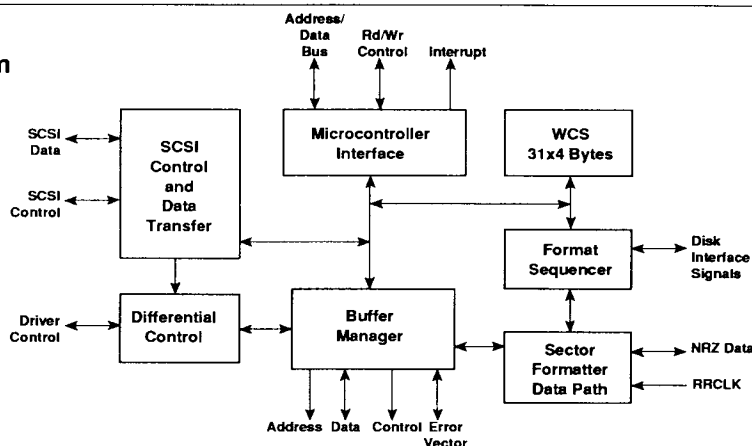 m
Address/
Data
Bus
Rd/Wr
Control
Interrupt
SCSI
Data
SCSI
Control
SCSI
Control
and
Data
Transfer
Microcontroller
Interface
WCS
31x4 Bytes
Format
Sequencer
Disk
Interface
Signals
Driver
Control
Differential
Control
Buffer
Manager
Sector
Formatter
Data Path
NRZ Data
RRCLK
Address
Data
Control
Error
Vector